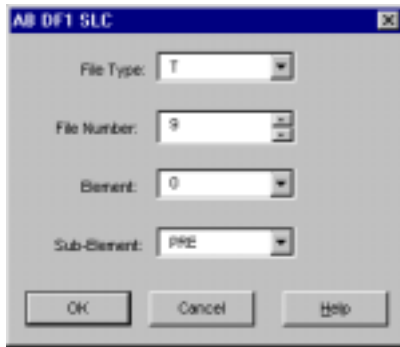 AB DF1 SLC
File Type: T
File Number: 9
Element: 0
Sub-Element: PRE
OK Cancel Help